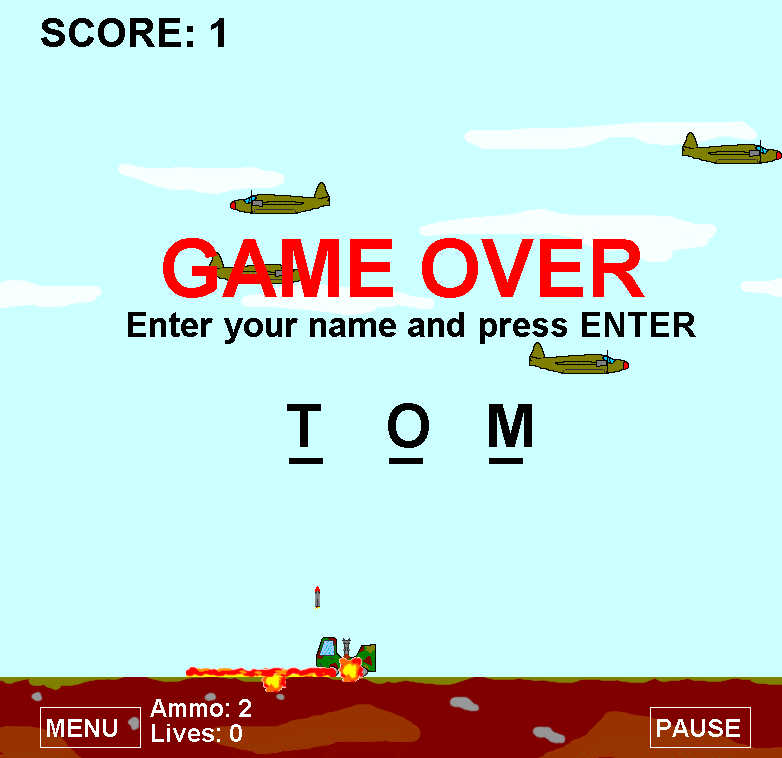 SCORE: 1
GAME OVER
Enter your name and press ENTER
T O M
Ammo: 2
Lives: 0
MENU
PAUSE